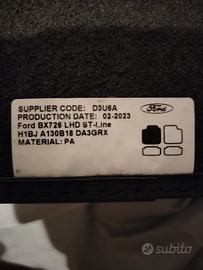 SUPPLIER CODE: D3U6A
PRODUCTION DATE: 02-2023
Ford BX726 LHD ST-Line
H1BJ A130B18 DA3GRX
MATERIAL: PA
Ford
subito